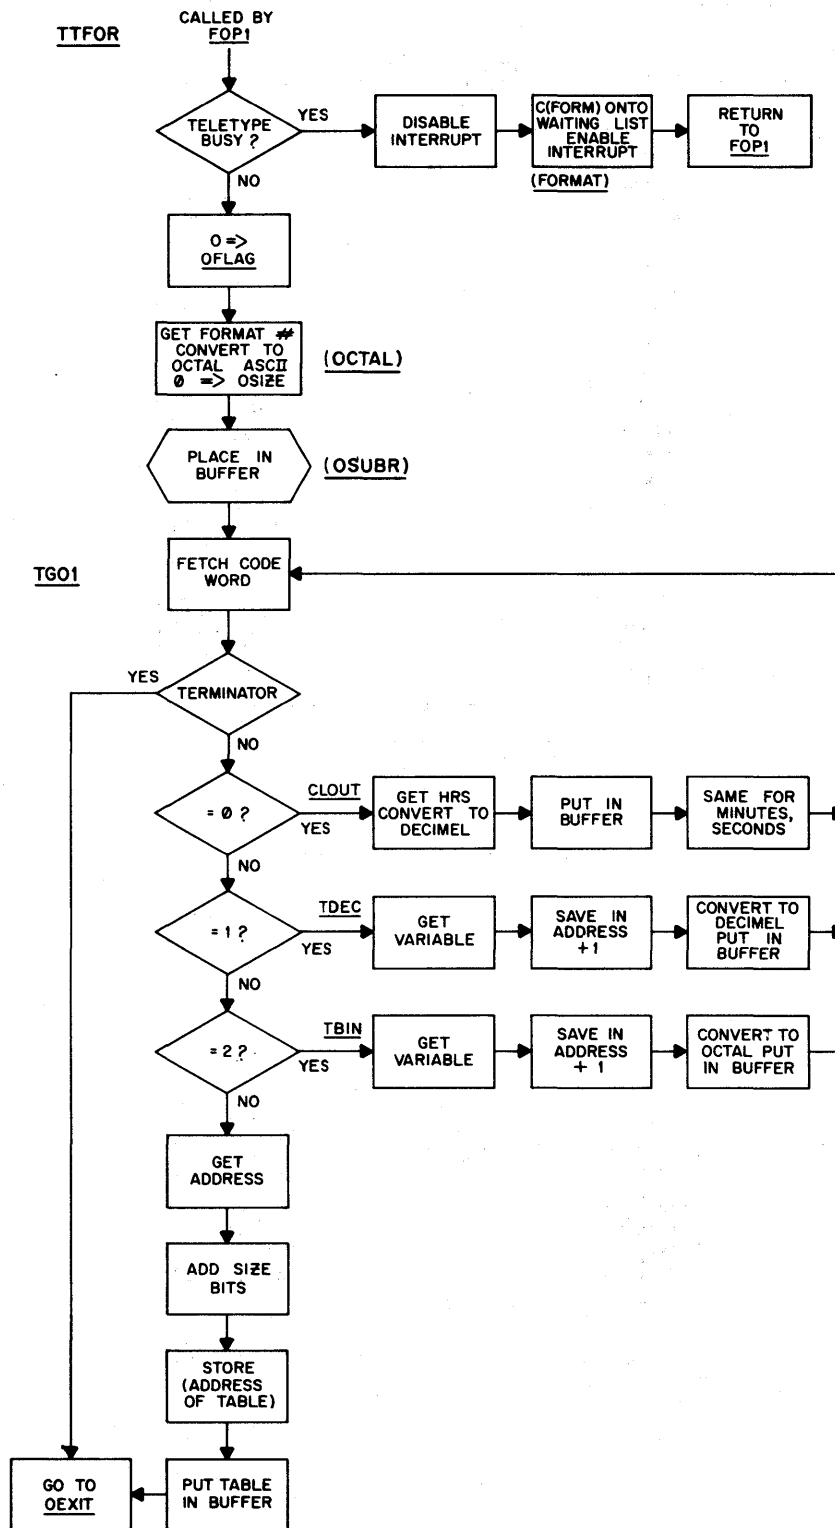 TTFOR
CALLED BY
FOP1
TELETYPE
BUSY?
YES
DISABLE
INTERRUPT
C(FORM) ONTO
WAITING LIST
ENABLE
INTERRUPT
(FORMAT)
RETURN
TO
FOP1
NO
0 =>
OFLAG
GET FORMAT #
CONVERT TO
OCTAL ASCII
Ø => OSIZE
(OCTAL)
PLACE IN
BUFFER
(OSUBR)
TGO1
FETCH CODE
WORD
YES
TERMINATOR
NO
= Ø ?
CLOUT
YES
GET HRS
CONVERT TO
DECIMEL
PUT IN
BUFFER
SAME FOR
MINUTES,
SECONDS
NO
= 1 ?
TDEC
YES
GET
VARIABLE
SAVE IN
ADDRESS
+1
CONVERT TO
DECIMEL
PUT IN
BUFFER
NO
= 2 ?
TBIN
YES
GET
VARIABLE
SAVE IN
ADDRESS
+ 1
CONVERT TO
OCTAL PUT
IN BUFFER
NO
GET
ADDRESS
ADD SIZE
BITS
STORE
(ADDRESS
OF TABLE)
GO TO
OEXIT
PUT TABLE
IN BUFFER